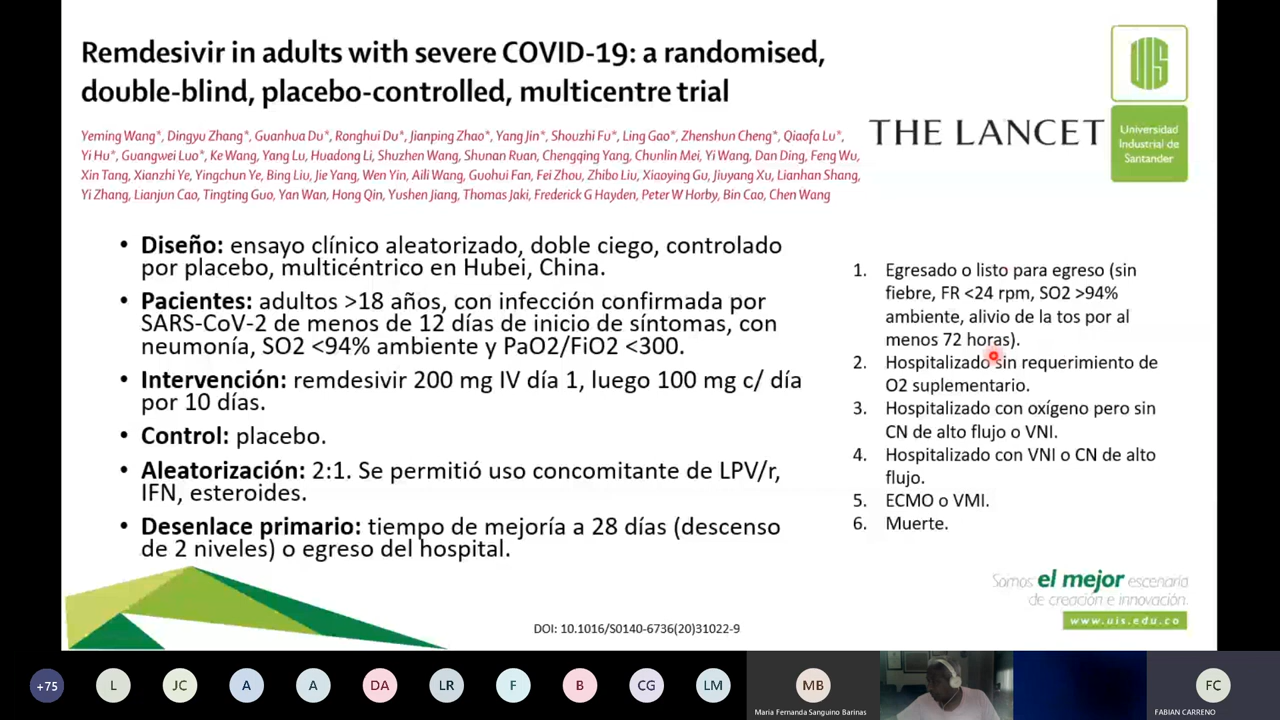 Remdesivir in adults with severe COVID-19: a randomised,
double-blind, placebo-controlled, multicentre trial
Yeming Wang*, Dingyu Zhang*, Guanhua Du*, Ronghui Du*, Jianping Zhao*, Yang Jin*, Shouzhi Fu*, Ling Gao*, Zhenshun Cheng*, Qiaofa Lu*,
Yi Hu*, Guangwei Luo*, Ke Wang, Yang Lu, Huadong Li, Shuzhen Wang, Shunan Ruan, Chengqing Yang, Chunlin Mei, Yi Wang, Dan Ding, Feng Wu,
Xin Tang, Xianzhi Ye, Yingchun Ye, Bing Liu, Jie Yang, Wen Yin, Aili Wang, Guohui Fan, Fei Zhou, Zhibo Liu, Xiaoying Gu, Jiuyang Xu, Lianhan Shang,
Yi Zhang, Lianjun Cao, Tingting Guo, Yan Wan, Hong Qin, Yushen Jiang, Thomas Jaki, Frederick G Hayden, Peter W Horby, Bin Cao, Chen Wang
THE LANCET
UIS
Universidad
Industrial de
Santander
• Diseño: ensayo clínico aleatorizado, doble ciego, controlado
por placebo, multicéntrico en Hubei, China.
• Pacientes: adultos >18 años, con infección confirmada por
SARS-CoV-2 de menos de 12 días de inicio de síntomas, con
neumonía, SO2 <94% ambiente y PaO2/FiO2 <300.
• Intervención: remdesivir 200 mg IV día 1, luego 100 mg c/ día
por 10 días.
• Control: placebo.
• Aleatorización: 2:1. Se permitió uso concomitante de LPV/r,
IFN, esteroides.
• Desenlace primario: tiempo de mejoría a 28 días (descenso
de 2 niveles) o egreso del hospital.
1. Egresado o listo para egreso (sin
fiebre, FR <24 rpm, SO2 >94%
ambiente, alivio de la tos por al
menos 72 horas).
2. Hospitalizado sin requerimiento de
O2 suplementario.
3. Hospitalizado con oxígeno pero sin
CN de alto flujo o VNI.
4. Hospitalizado con VNI o CN de alto
flujo.
5. ECMO o VMI.
6. Muerte.
Somos el mejor escenario
de creación e innovación.
www.uis.edu.co
DOI: 10.1016/S0140-6736(20)31022-9
+75
L
JC
A
A
DA
LR
F
B
CG
LM
MB
FC
Maria Fernanda Sanguino Barinas
FABIAN CARREÑO